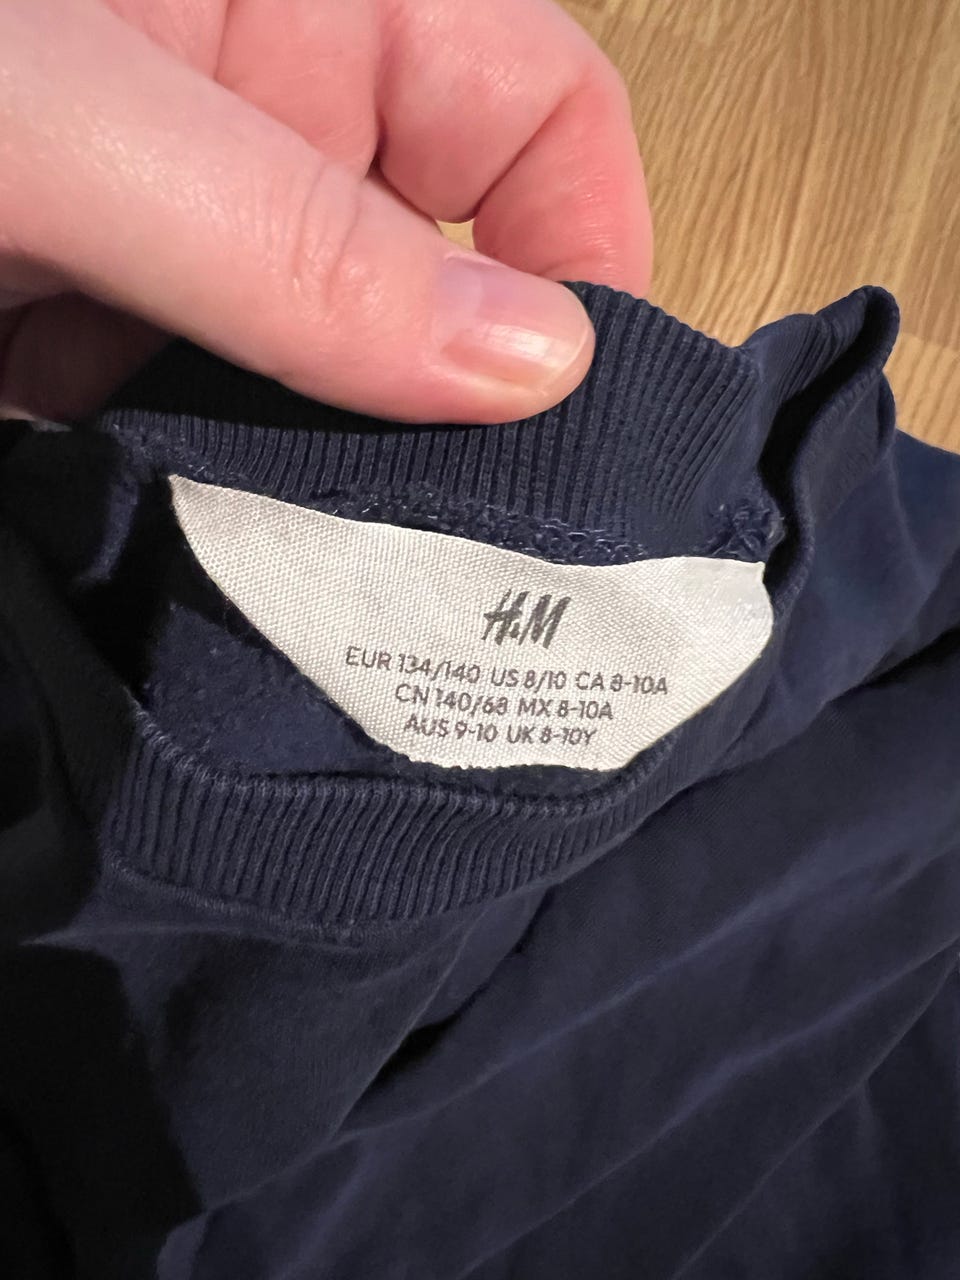 H&M
EUR 134/140 US 8/10 CA 8-10A
CN 140/68 MX 8-10A
AUS 9-10 UK 8-10Y